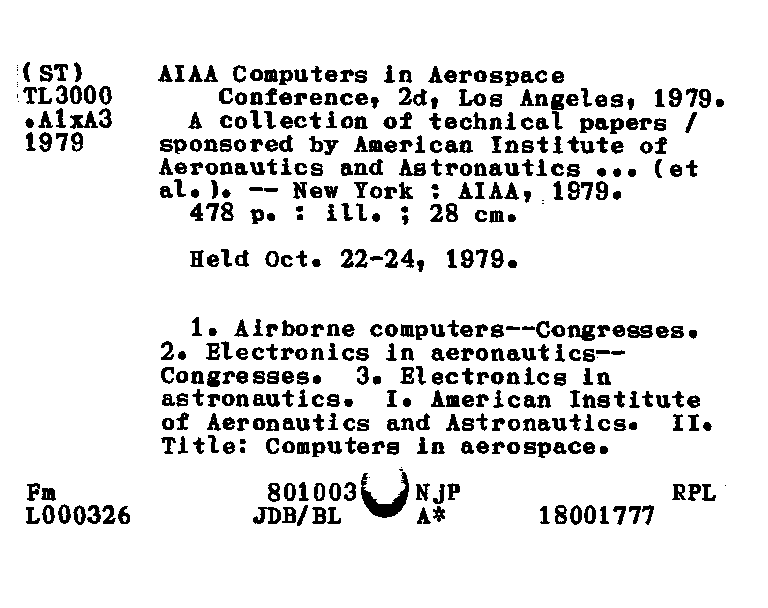 (ST) AIAA Computers in Aerospace
TL3000 Conference, 2d, Los Angeles, 1979.
.A1xA3 A collection of technical papers /
1979 sponsored by American Institute of
Aeronautics and Astronautics ... (et
al.). -- New York : AIAA, 1979.
478 p. : ill. ; 28 cm.
Held Oct. 22-24, 1979.
1. Airborne computers--Congresses.
2. Electronics in aeronautics--
Congresses. 3. Electronics in
astronautics. I. American Institute
of Aeronautics and Astronautics. II.
Title: Computers in aerospace.
Fm 801003 NJP RPL
L000326 JDB/BL A* 18001777